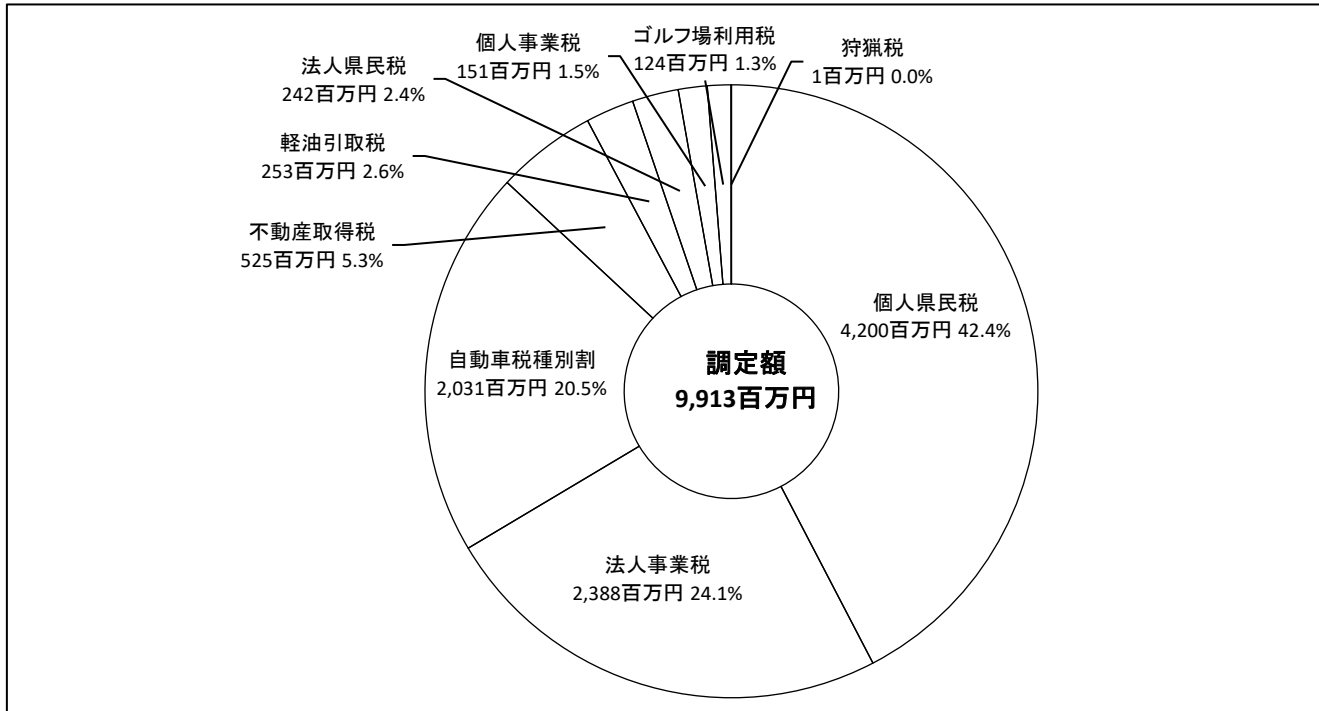 ゴルフ場利用税
124百万円 1.3%
狩猟税
1百万円 0.0%
個人事業税
151百万円 1.5%
法人県民税
242百万円 2.4%
軽油引取税
253百万円 2.6%
不動産取得税
525百万円 5.3%
個人県民税
4,200百万円 42.4%
自動車税種別割
2,031百万円 20.5%
調定額
9,913百万円
法人事業税
2,388百万円 24.1%